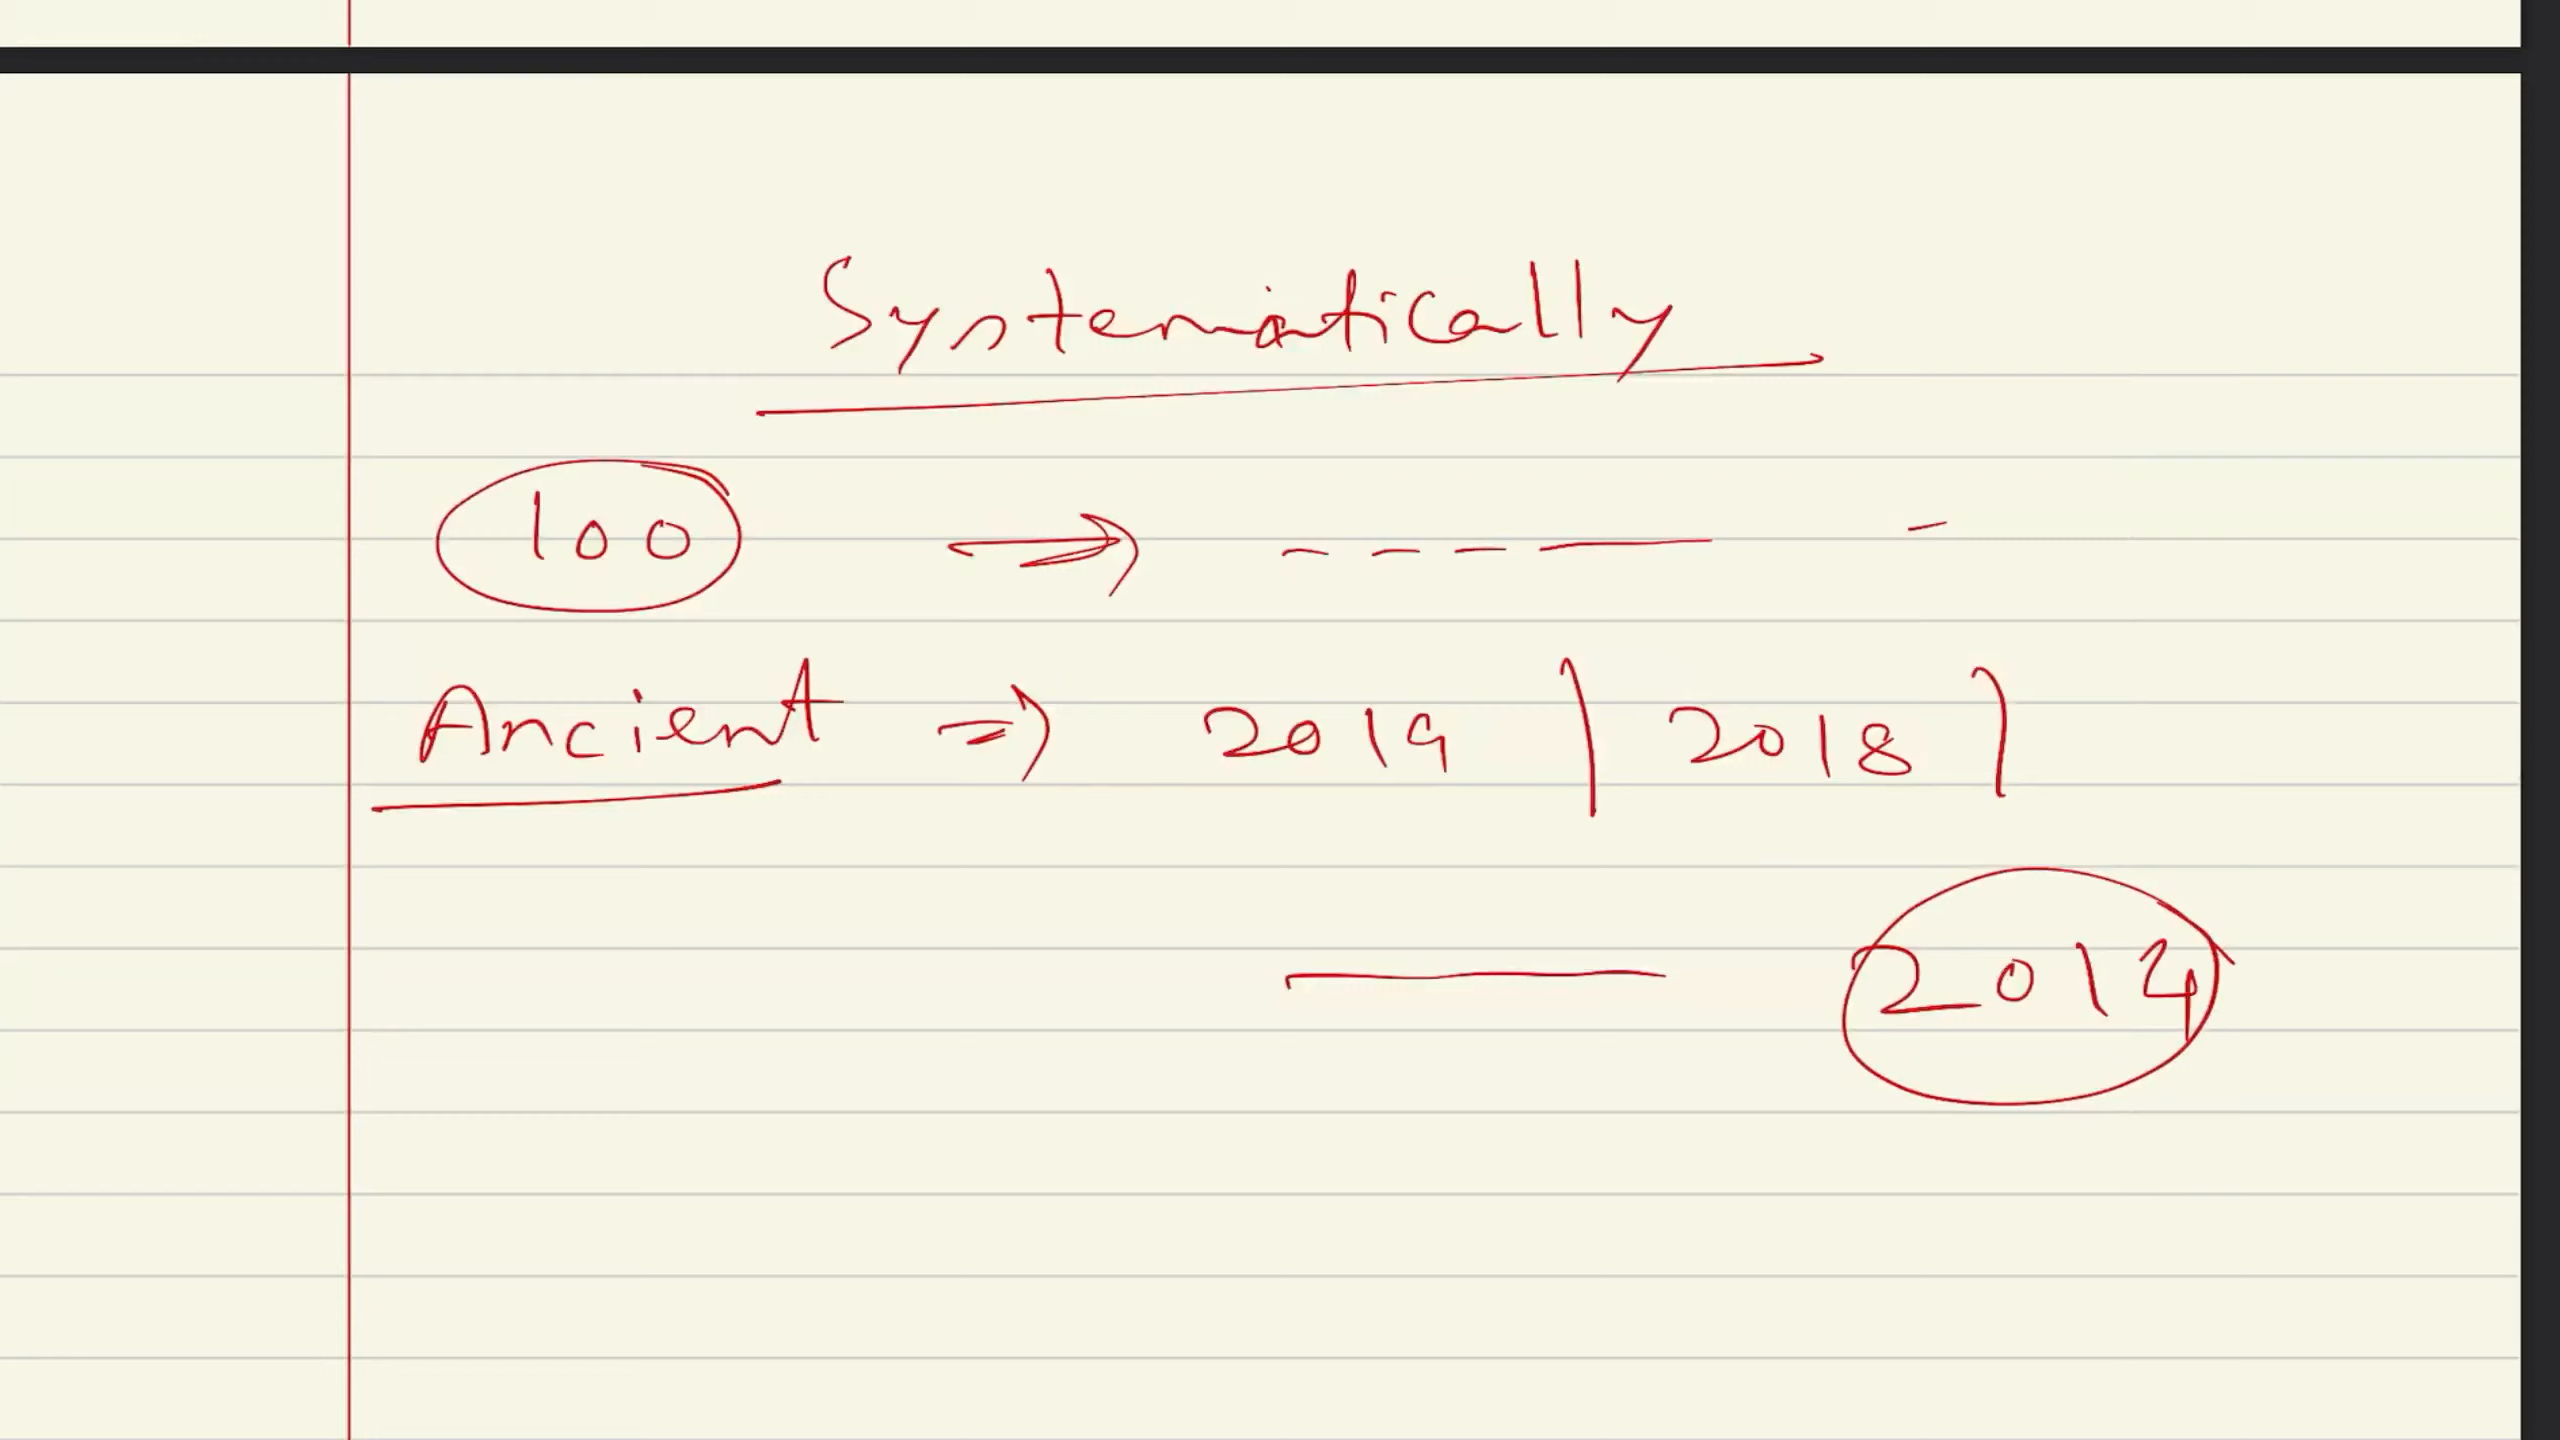 Systematically
100 ⇒ - - - — -
Ancient ⇒ 2019 | 2018 |
— 2014